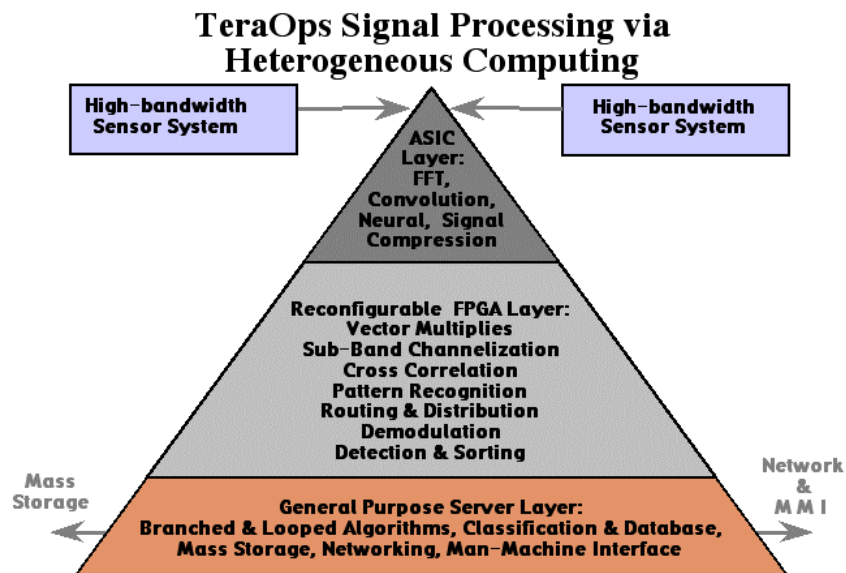 TeraOps Signal Processing via
Heterogeneous Computing
High-bandwidth
Sensor System
High-bandwidth
Sensor System
ASIC
Layer:
FFT,
Convolution,
Neural, Signal
Compression
Reconfigurable FPGA Layer:
Vector Multiplies
Sub-Band Channelization
Cross Correlation
Pattern Recognition
Routing & Distribution
Demodulation
Detection & Sorting
Mass
Storage
Network
&
M M I
General Purpose Server Layer:
Branched & Looped Algorithms, Classification & Database,
Mass Storage, Networking, Man-Machine Interface